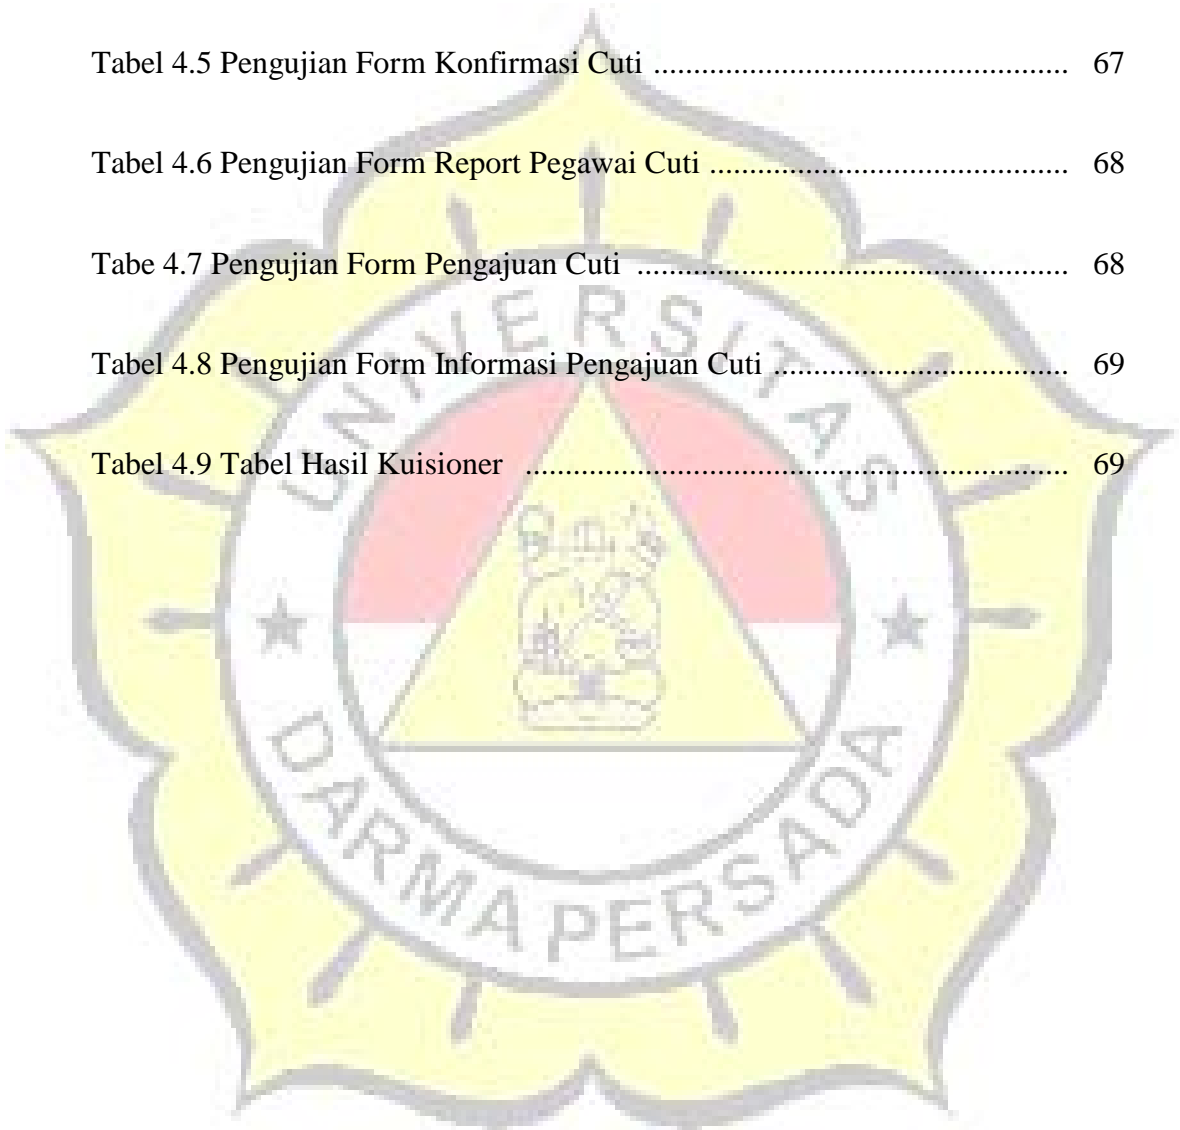 Tabel 4.5 Pengujian Form Konfirmasi Cuti .................................................... 67
Tabel 4.6 Pengujian Form Report Pegawai Cuti ............................................. 68
Tabe 4.7 Pengujian Form Pengajuan Cuti ...................................................... 68
Tabel 4.8 Pengujian Form Informasi Pengajuan Cuti ..................................... 69
Tabel 4.9 Tabel Hasil Kuisioner .................................................................... 69
UNIVERSITAS
DARMA PERSADA